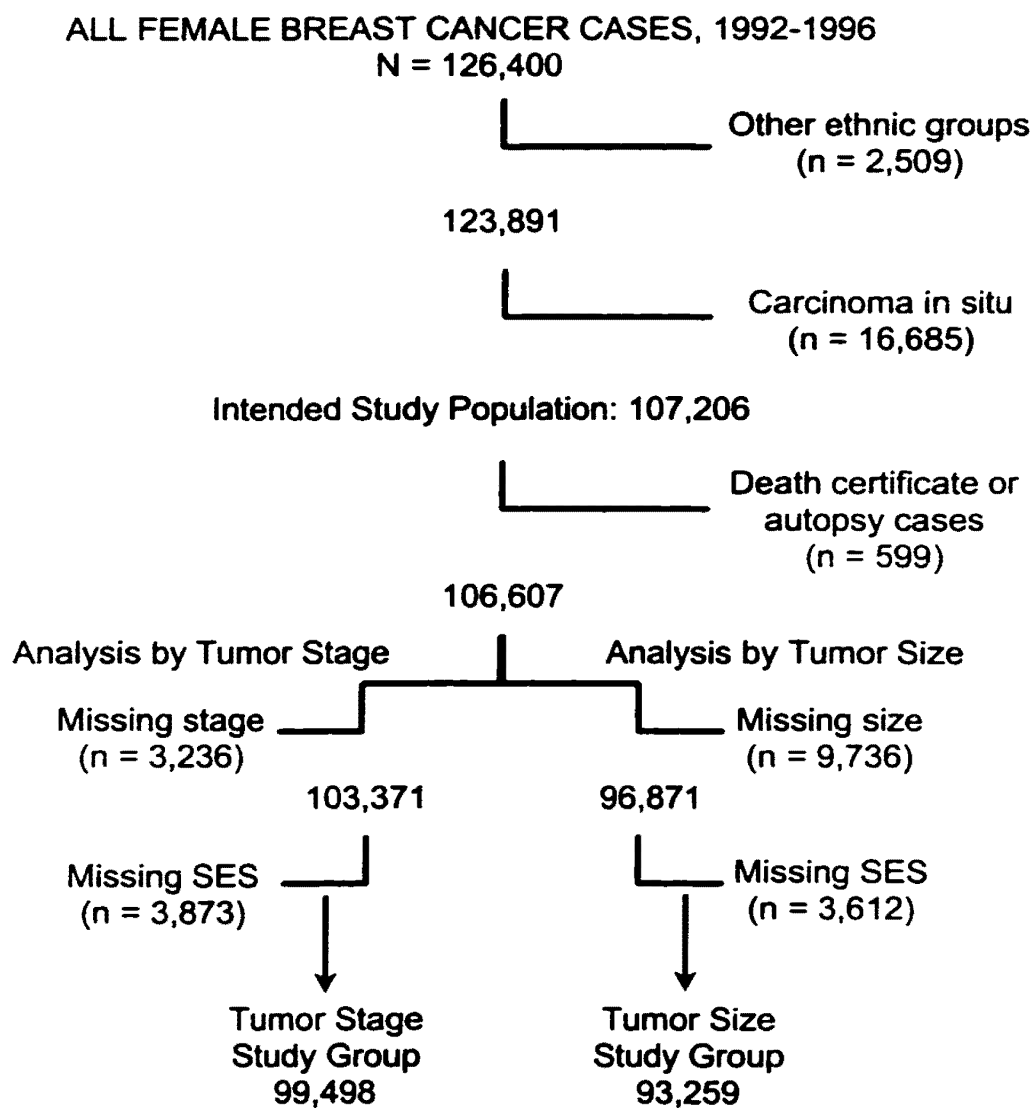 ALL FEMALE BREAST CANCER CASES, 1992-1996
N = 126,400
Other ethnic groups
(n = 2,509)
123,891
Carcinoma in situ
(n = 16,685)
Intended Study Population: 107,206
Death certificate or
autopsy cases
(n = 599)
106,607
Analysis by Tumor Stage
Analysis by Tumor Size
Missing stage
(n = 3,236)
Missing size
(n = 9,736)
103,371
96,871
Missing SES
(n = 3,873)
Missing SES
(n = 3,612)
Tumor Stage
Study Group
99,498
Tumor Size
Study Group
93,259